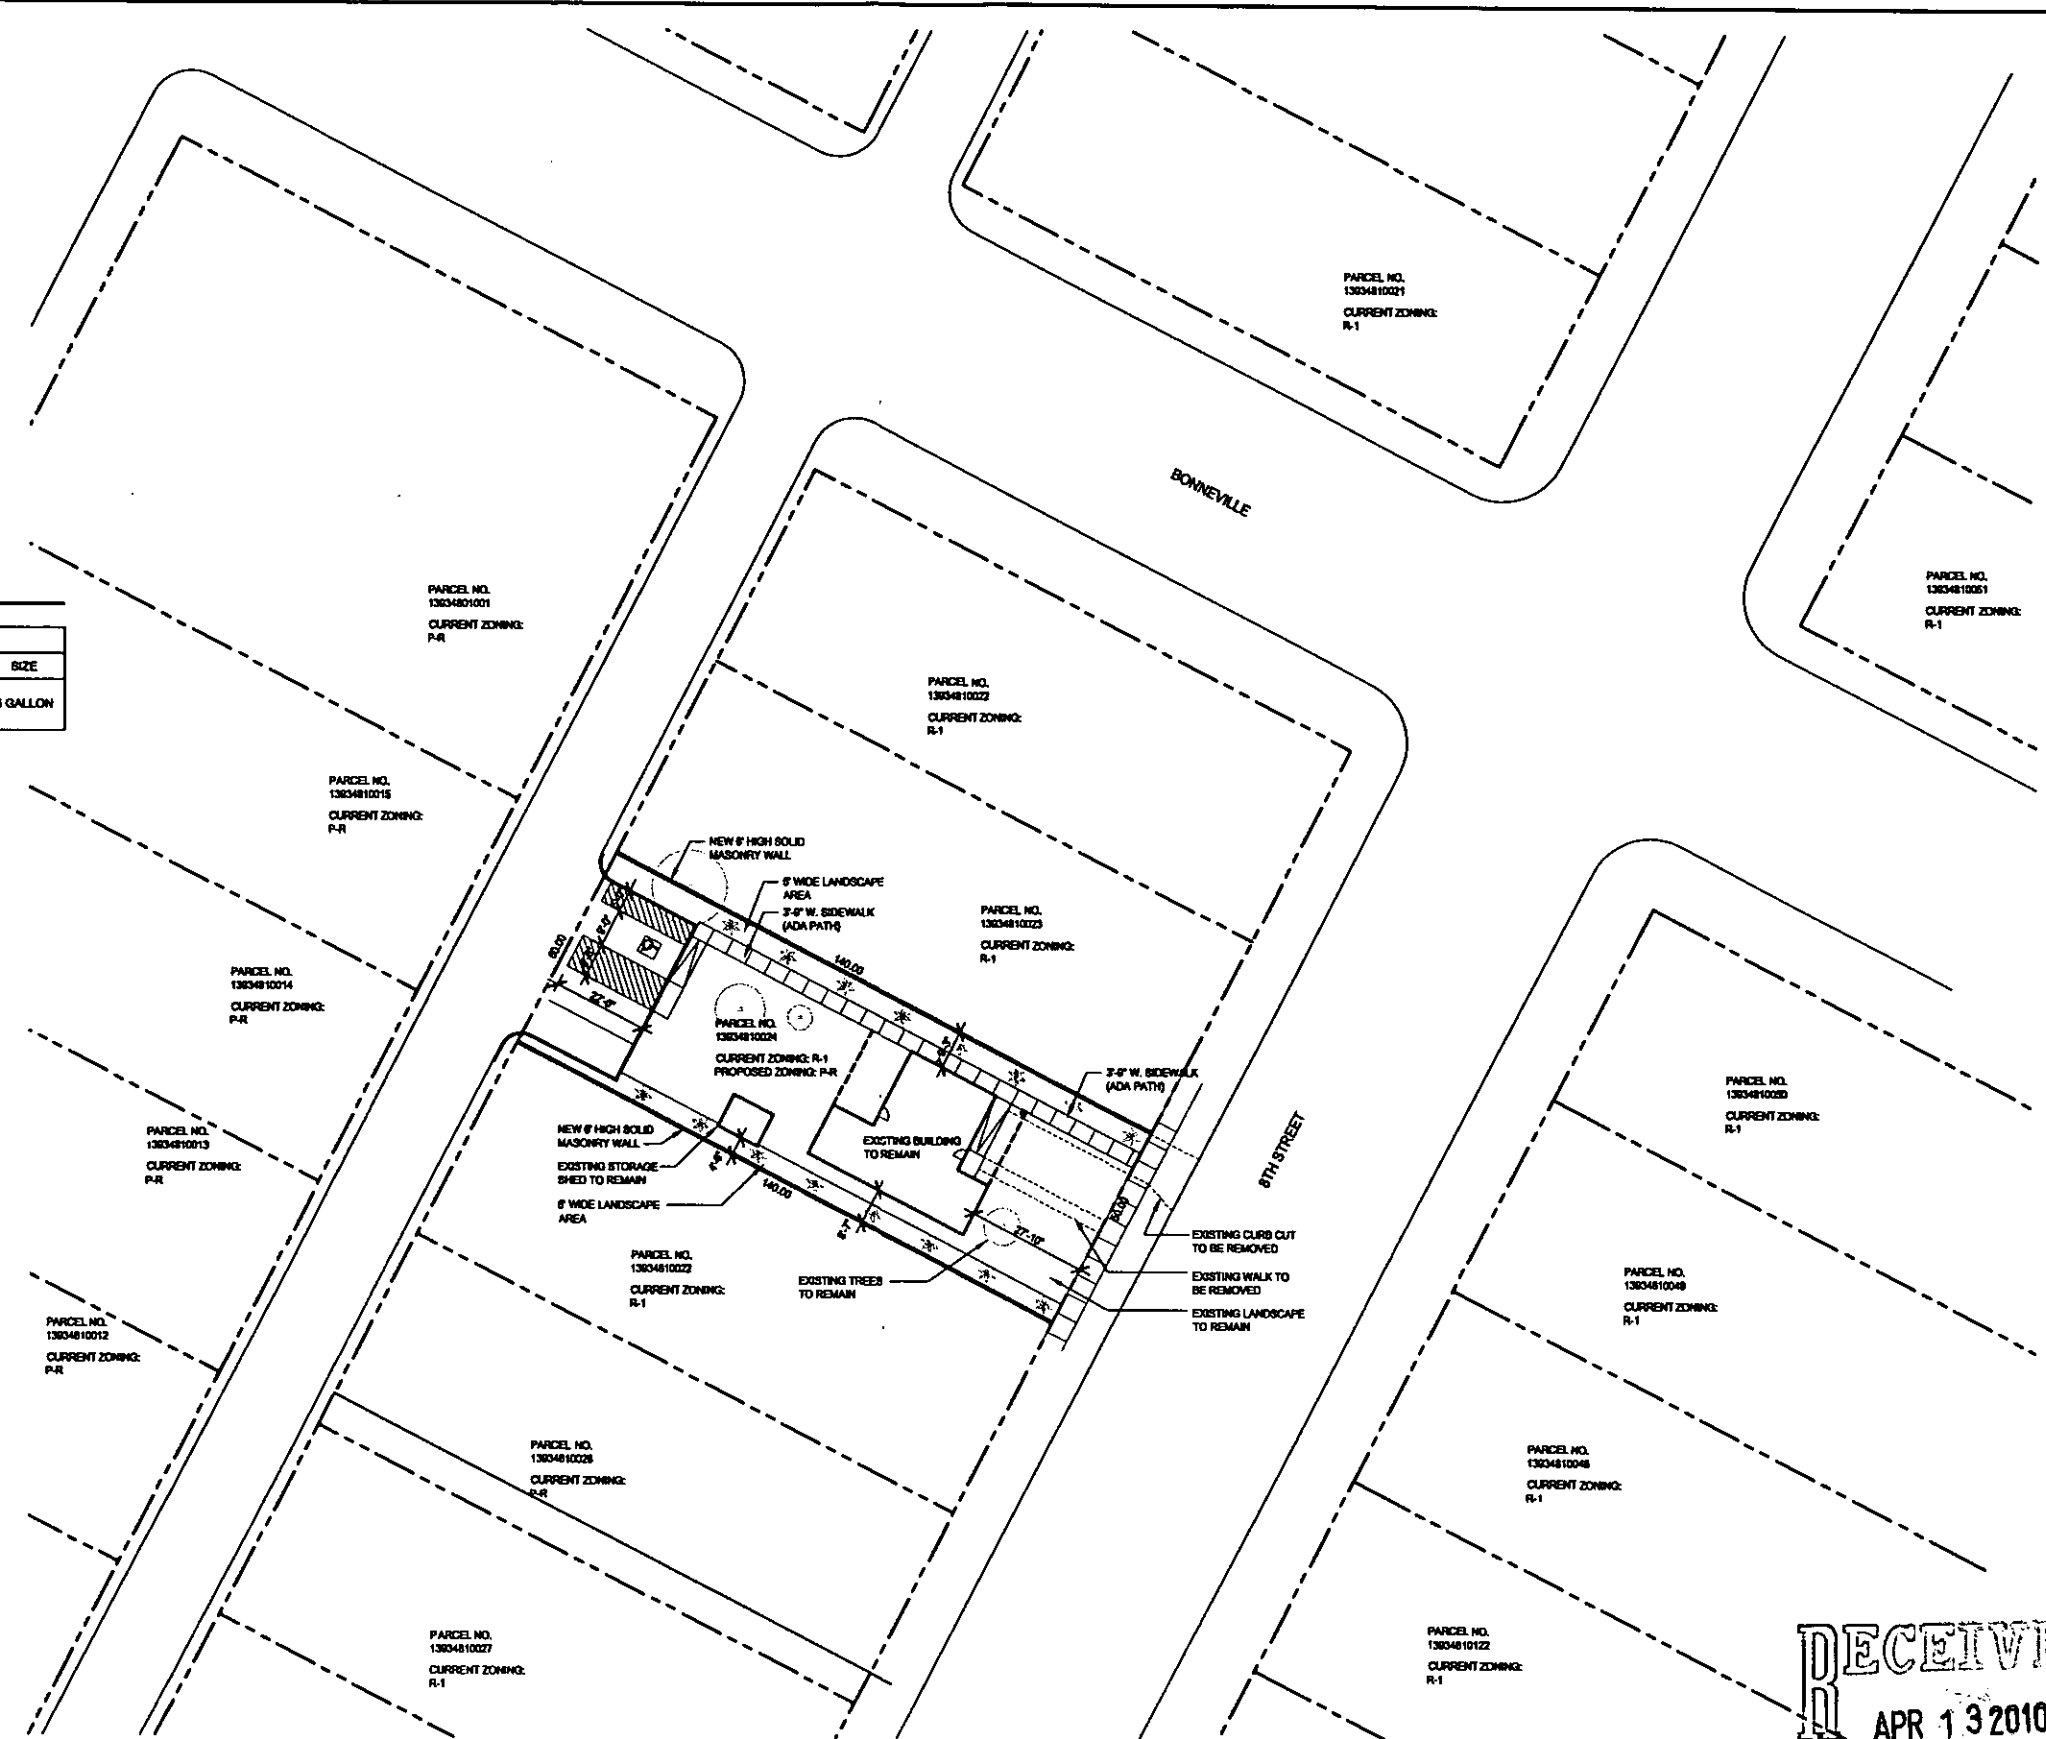 PARCEL NO.
13934810021
CURRENT ZONING:
R-1
BONNEVILLE
PARCEL NO.
13934801001
CURRENT ZONING:
P-R
PARCEL NO.
13934810051
CURRENT ZONING:
R-1
SIZE
GALLON
PARCEL NO.
13934810022
CURRENT ZONING:
R-1
PARCEL NO.
13934810015
CURRENT ZONING:
P-R
NEW 6' HIGH SOLID
MASONRY WALL
6' WIDE LANDSCAPE
AREA
3'-0" W. SIDEWALK
(ADA PATH)
PARCEL NO.
13934810023
CURRENT ZONING:
R-1
PARCEL NO.
13934810014
CURRENT ZONING:
P-R
140.00
22'-6"
PARCEL NO.
13934810024
CURRENT ZONING: R-1
PROPOSED ZONING: P-R
3'-0" W. SIDEWALK
(ADA PATH)
PARCEL NO.
13934810050
CURRENT ZONING:
R-1
PARCEL NO.
13934810013
CURRENT ZONING:
P-R
NEW 6' HIGH SOLID
MASONRY WALL
EXISTING STORAGE
SHED TO REMAIN
6' WIDE LANDSCAPE
AREA
EXISTING BUILDING
TO REMAIN
140.00
50.00
27'-10"
8TH STREET
EXISTING CURB CUT
TO BE REMOVED
EXISTING WALK TO
BE REMOVED
EXISTING LANDSCAPE
TO REMAIN
EXISTING TREES
TO REMAIN
PARCEL NO.
13934810022
CURRENT ZONING:
R-1
PARCEL NO.
13934810049
CURRENT ZONING:
R-1
PARCEL NO.
13934810012
CURRENT ZONING:
P-R
PARCEL NO.
13934810026
CURRENT ZONING:
P-R
PARCEL NO.
13934810048
CURRENT ZONING:
R-1
PARCEL NO.
13934810027
CURRENT ZONING:
R-1
PARCEL NO.
13934810122
CURRENT ZONING:
R-1
RECEIVE
APR 13 2010